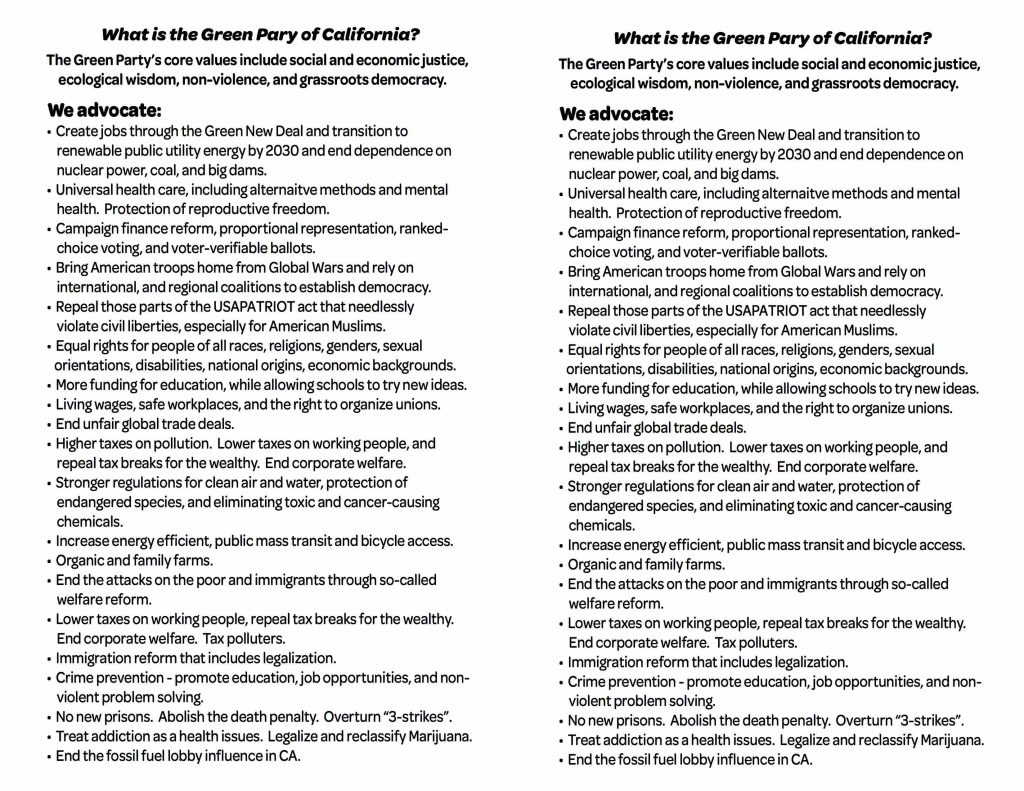 What is the Green Pary of California?
The Green Party's core values include social and economic justice,
ecological wisdom, non-violence, and grassroots democracy.
We advocate:
• Create jobs through the Green New Deal and transition to
renewable public utility energy by 2030 and end dependence on
nuclear power, coal, and big dams.
• Universal health care, including alternaitve methods and mental
health. Protection of reproductive freedom.
• Campaign finance reform, proportional representation, ranked-
choice voting, and voter-verifiable ballots.
• Bring American troops home from Global Wars and rely on
international, and regional coalitions to establish democracy.
• Repeal those parts of the USAPATRIOT act that needlessly
violate civil liberties, especially for American Muslims.
• Equal rights for people of all races, religions, genders, sexual
orientations, disabilities, national origins, economic backgrounds.
• More funding for education, while allowing schools to try new ideas.
• Living wages, safe workplaces, and the right to organize unions.
• End unfair global trade deals.
• Higher taxes on pollution. Lower taxes on working people, and
repeal tax breaks for the wealthy. End corporate welfare.
• Stronger regulations for clean air and water, protection of
endangered species, and eliminating toxic and cancer-causing
chemicals.
• Increase energy efficient, public mass transit and bicycle access.
• Organic and family farms.
• End the attacks on the poor and immigrants through so-called
welfare reform.
• Lower taxes on working people, repeal tax breaks for the wealthy.
End corporate welfare. Tax polluters.
• Immigration reform that includes legalization.
• Crime prevention - promote education, job opportunities, and non-
violent problem solving.
• No new prisons. Abolish the death penalty. Overturn "3-strikes".
• Treat addiction as a health issues. Legalize and reclassify Marijuana.
• End the fossil fuel lobby influence in CA.
What is the Green Pary of California?
The Green Party's core values include social and economic justice,
ecological wisdom, non-violence, and grassroots democracy.
We advocate:
• Create jobs through the Green New Deal and transition to
renewable public utility energy by 2030 and end dependence on
nuclear power, coal, and big dams.
• Universal health care, including alternaitve methods and mental
health. Protection of reproductive freedom.
• Campaign finance reform, proportional representation, ranked-
choice voting, and voter-verifiable ballots.
• Bring American troops home from Global Wars and rely on
international, and regional coalitions to establish democracy.
• Repeal those parts of the USAPATRIOT act that needlessly
violate civil liberties, especially for American Muslims.
• Equal rights for people of all races, religions, genders, sexual
orientations, disabilities, national origins, economic backgrounds.
• More funding for education, while allowing schools to try new ideas.
• Living wages, safe workplaces, and the right to organize unions.
• End unfair global trade deals.
• Higher taxes on pollution. Lower taxes on working people, and
repeal tax breaks for the wealthy. End corporate welfare.
• Stronger regulations for clean air and water, protection of
endangered species, and eliminating toxic and cancer-causing
chemicals.
• Increase energy efficient, public mass transit and bicycle access.
• Organic and family farms.
• End the attacks on the poor and immigrants through so-called
welfare reform.
• Lower taxes on working people, repeal tax breaks for the wealthy.
End corporate welfare. Tax polluters.
• Immigration reform that includes legalization.
• Crime prevention - promote education, job opportunities, and non-
violent problem solving.
• No new prisons. Abolish the death penalty. Overturn "3-strikes".
• Treat addiction as a health issues. Legalize and reclassify Marijuana.
• End the fossil fuel lobby influence in CA.